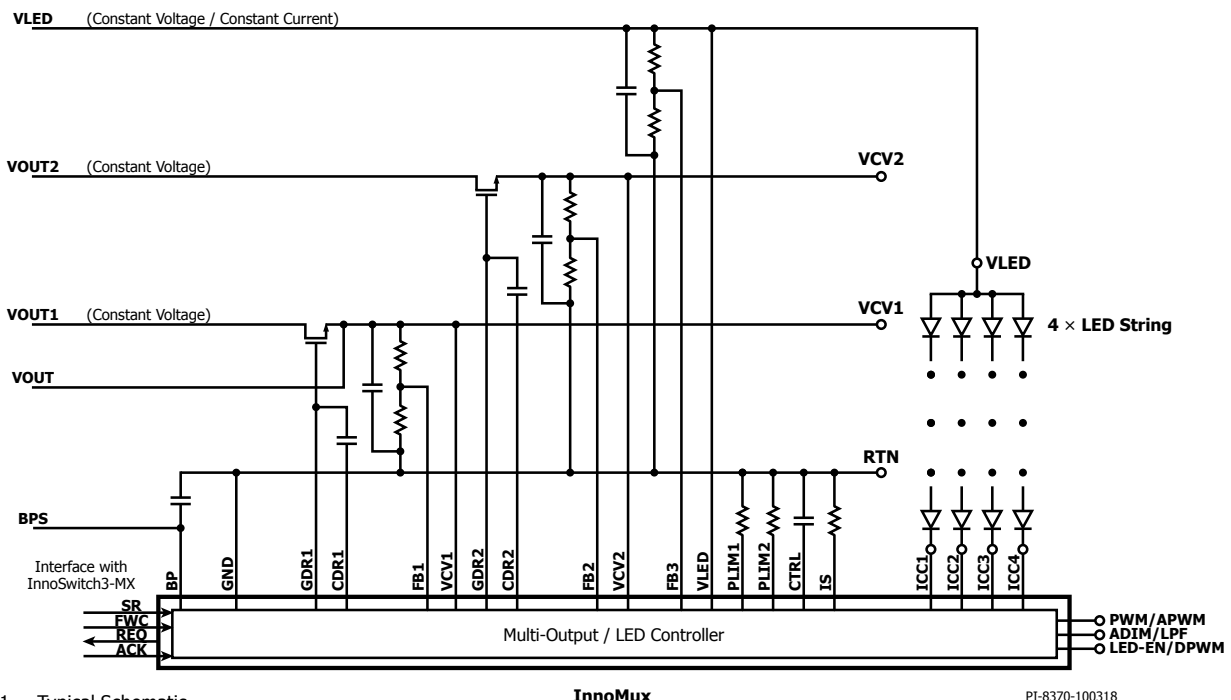 VLED (Constant Voltage / Constant Current)
VOUT2 (Constant Voltage)
VCV2
VLED
VOUT1 (Constant Voltage)
VCV1
4 × LED String
VOUT
RTN
BPS
Interface with
InnoSwitch3-MX
BP
GND
GDR1
CDR1
FB1
VCV1
GDR2
CDR2
FB2
VCV2
FB3
VLED
PLIM1
PLIM2
CTRL
IS
ICC1
ICC2
ICC3
ICC4
SR
FWC
REQ
ACK
Multi-Output / LED Controller
PWM/APWM
ADIM/LPF
LED-EN/DPWM
1. Typical Schematic
InnoMux
PI-8370-100318